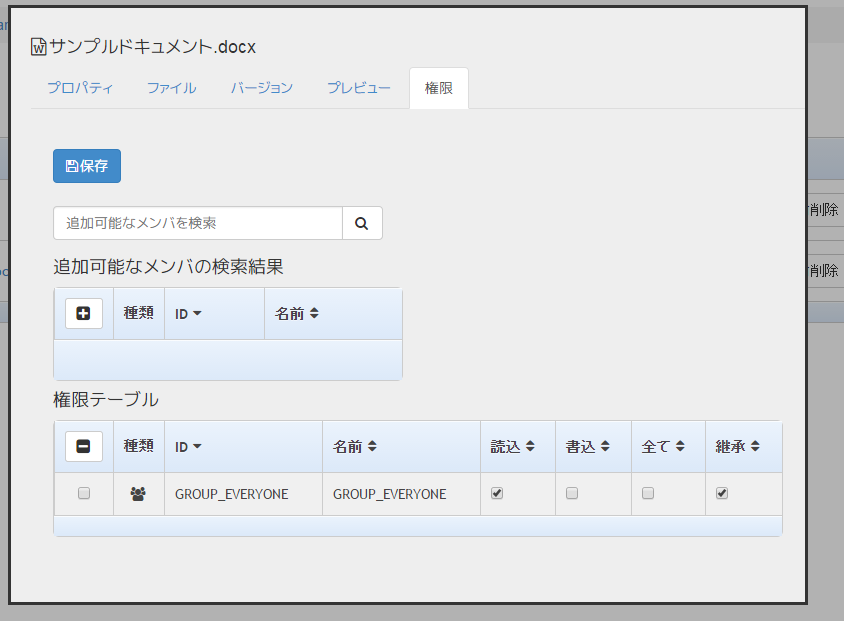 サンプルドキュメント.docx
プロパティ ファイル バージョン プレビュー 権限
保存
追加可能なメンバを検索
削除
追加可能なメンバの検索結果
削除
種類 ID 名前
権限テーブル
種類 ID 名前 読込 書込 全て 継承
GROUP_EVERYONE GROUP_EVERYONE